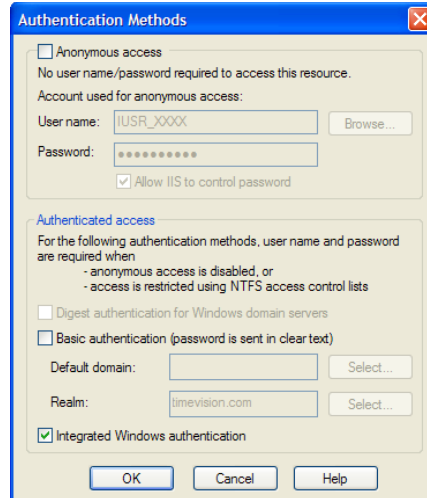 Authentication Methods
Anonymous access
No user name/password required to access this resource.
Account used for anonymous access:
User name: IUSR_XXXX Browse...
Password: ●●●●●●●●●●
Allow IIS to control password
Authenticated access
For the following authentication methods, user name and password
are required when
- anonymous access is disabled, or
- access is restricted using NTFS access control lists
Digest authentication for Windows domain servers
Basic authentication (password is sent in clear text)
Default domain: Select...
Realm: timevision.com Select...
Integrated Windows authentication
OK Cancel Help